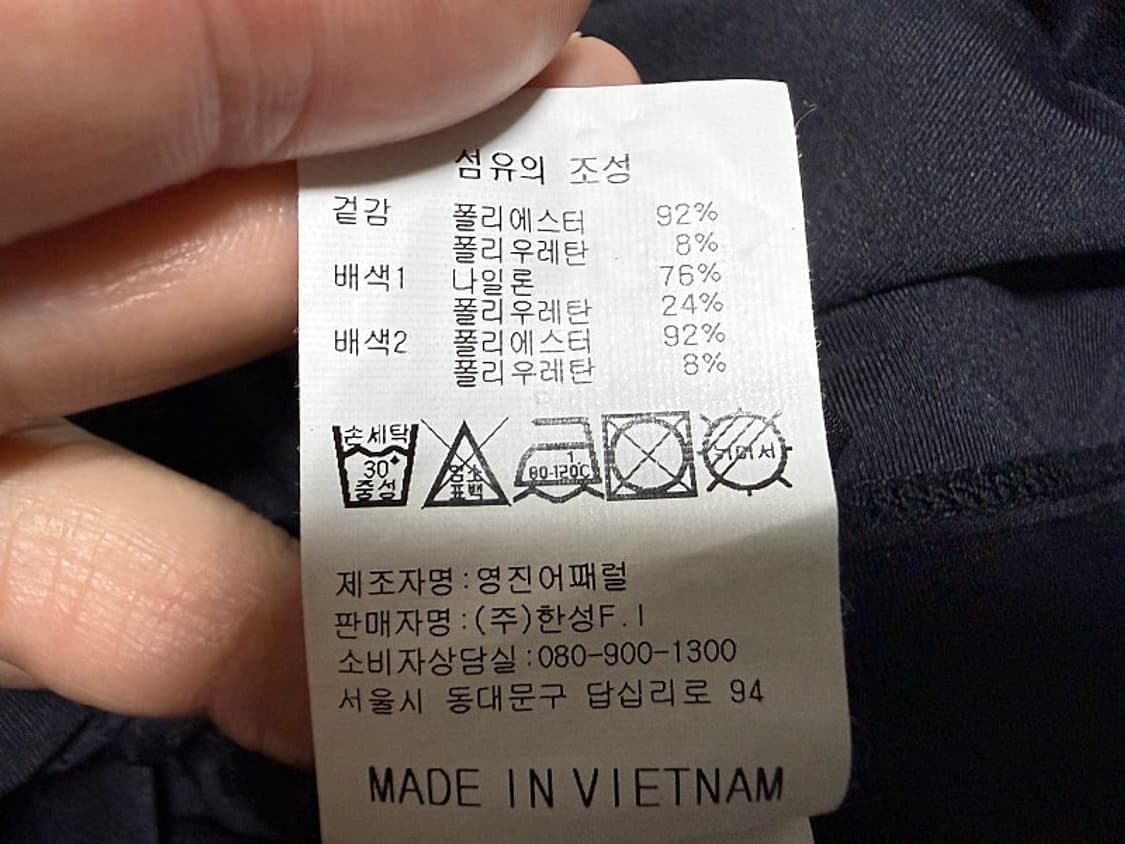 섬유의 조성
겉감 폴리에스터 92%
폴리우레탄 8%
배색1 나일론 76%
폴리우레탄 24%
배색2 폴리에스터 92%
폴리우레탄 8%
손세탁
30°
중성
염소
표백
1
80-120℃
뉘어서
제조자명:영진어패럴
판매자명:(주)한성F.I
소비자상담실:080-900-1300
서울시 동대문구 답십리로 94
MADE IN VIETNAM